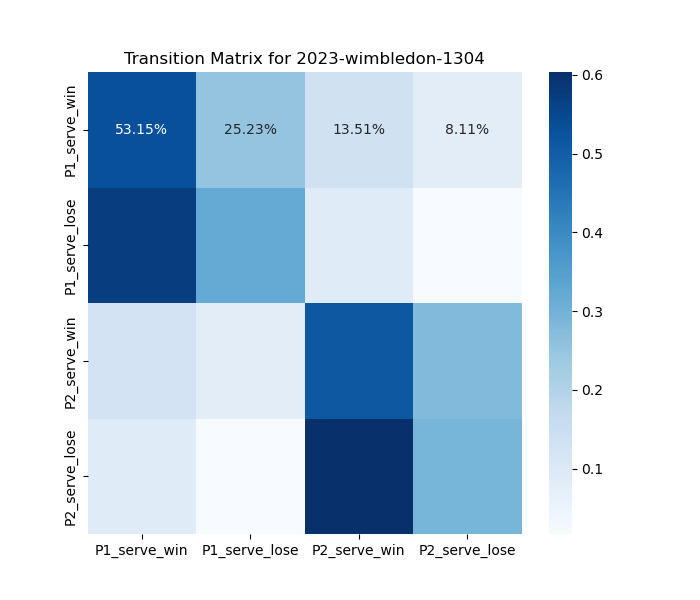 Transition Matrix for 2023-wimbledon-1304
P1_serve_win
53.15% 25.23% 13.51% 8.11%
P1_serve_lose
P2_serve_win
P2_serve_lose
P1_serve_win P1_serve_lose P2_serve_win P2_serve_lose
0.6
0.5
0.4
0.3
0.2
0.1